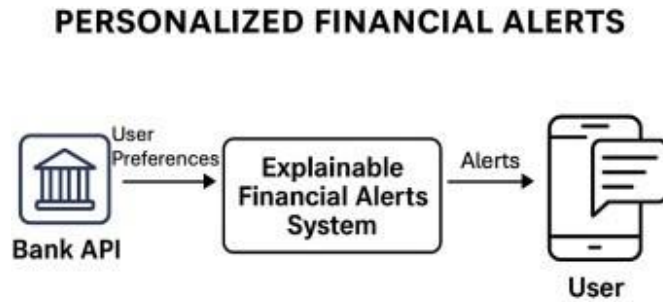 PERSONALIZED FINANCIAL ALERTS
User
Preferences
Bank API
Explainable
Financial Alerts
System
Alerts
User